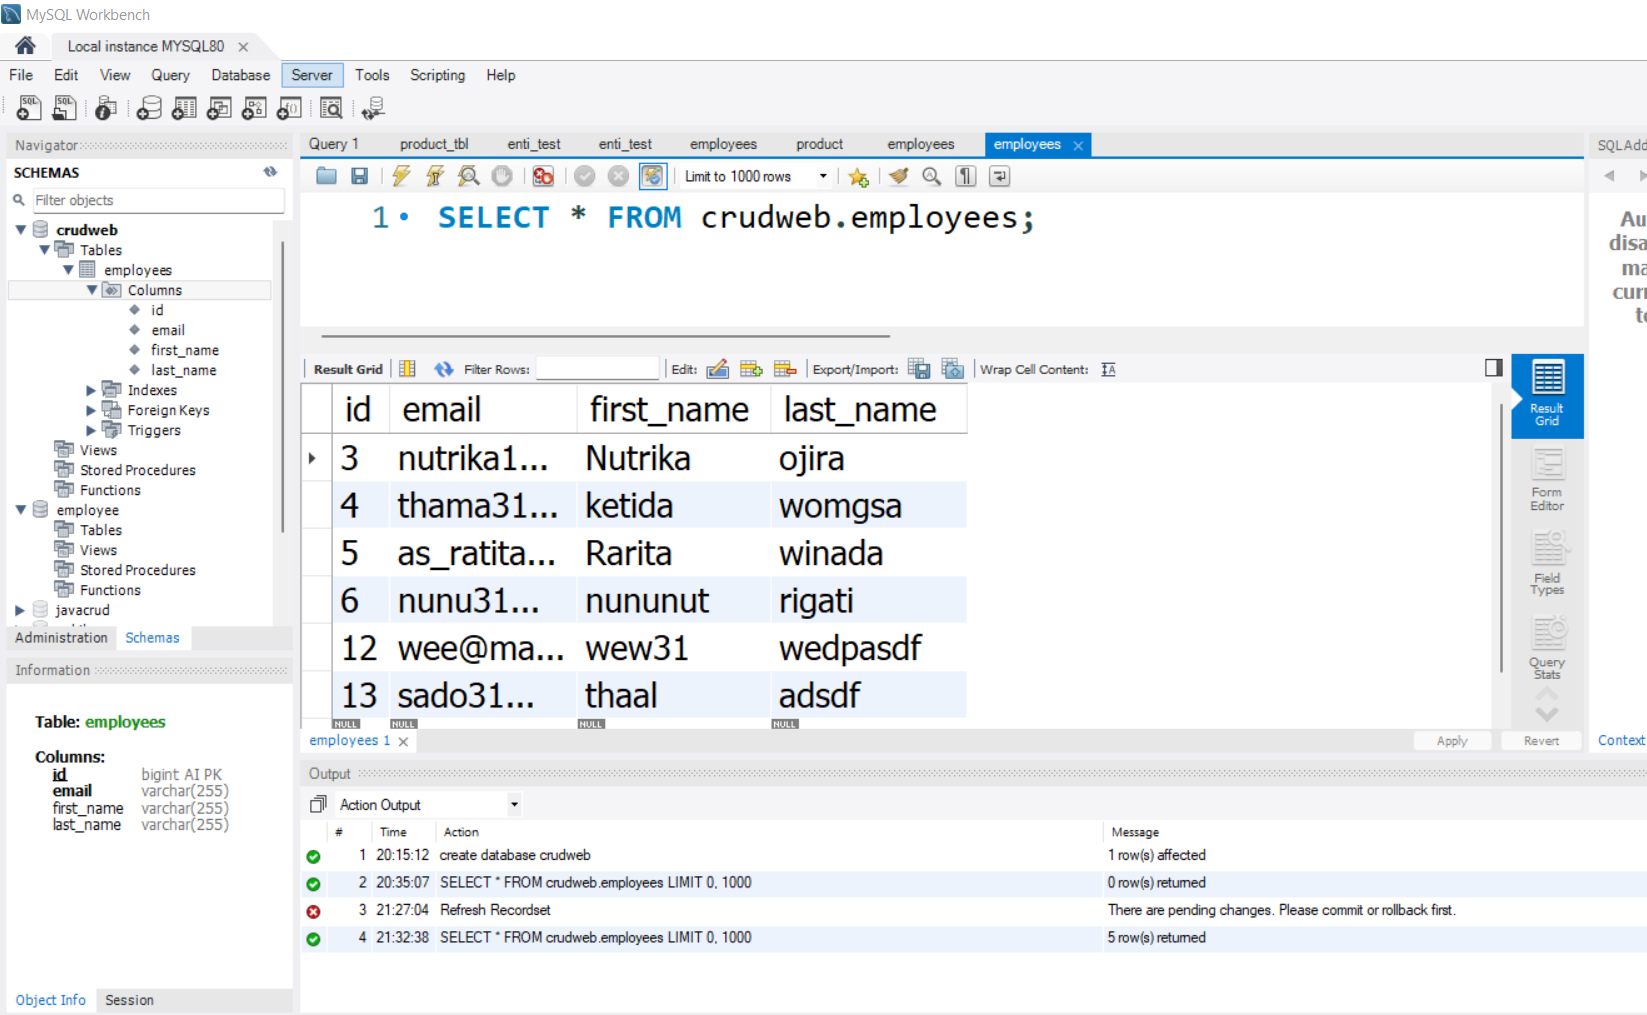 MySQL Workbench
Local instance MYSQL80
File Edit View Query Database Server Tools Scripting Help
Navigator
SCHEMAS
Filter objects
crudweb
Tables
employees
Columns
id
email
first_name
last_name
Indexes
Foreign Keys
Triggers
Views
Stored Procedures
Functions
employee
Tables
Views
Stored Procedures
Functions
javacrud
Administration Schemas
Information
Table: employees
Columns:
id bigint AI PK
email varchar(255)
first_name varchar(255)
last_name varchar(255)
Object Info Session
Query 1 product_tbl enti_test enti_test employees product employees employees
Limit to 1000 rows
1 SELECT * FROM crudweb.employees;
Result Grid Filter Rows: Edit: Export/Import: Wrap Cell Content:
id email first_name last_name
3 nutrika1... Nutrika ojira
4 thama31... ketida womgsa
5 as_ratita... Rarita winada
6 nunu31... nununut rigati
12 wee@ma... wew31 wedpasdf
13 sado31... thaal adsdf
NULL NULL NULL NULL
employees 1
Apply Revert
Result
Grid
Form
Editor
Field
Types
Query
Stats
Output
Action Output
# Time Action Message
1 20:15:12 create database crudweb 1 row(s) affected
2 20:35:07 SELECT * FROM crudweb.employees LIMIT 0, 1000 0 row(s) returned
3 21:27:04 Refresh Recordset There are pending changes. Please commit or rollback first.
4 21:32:38 SELECT * FROM crudweb.employees LIMIT 0, 1000 5 row(s) returned
SQLAdd
Au
disa
ma
curr
to
Context